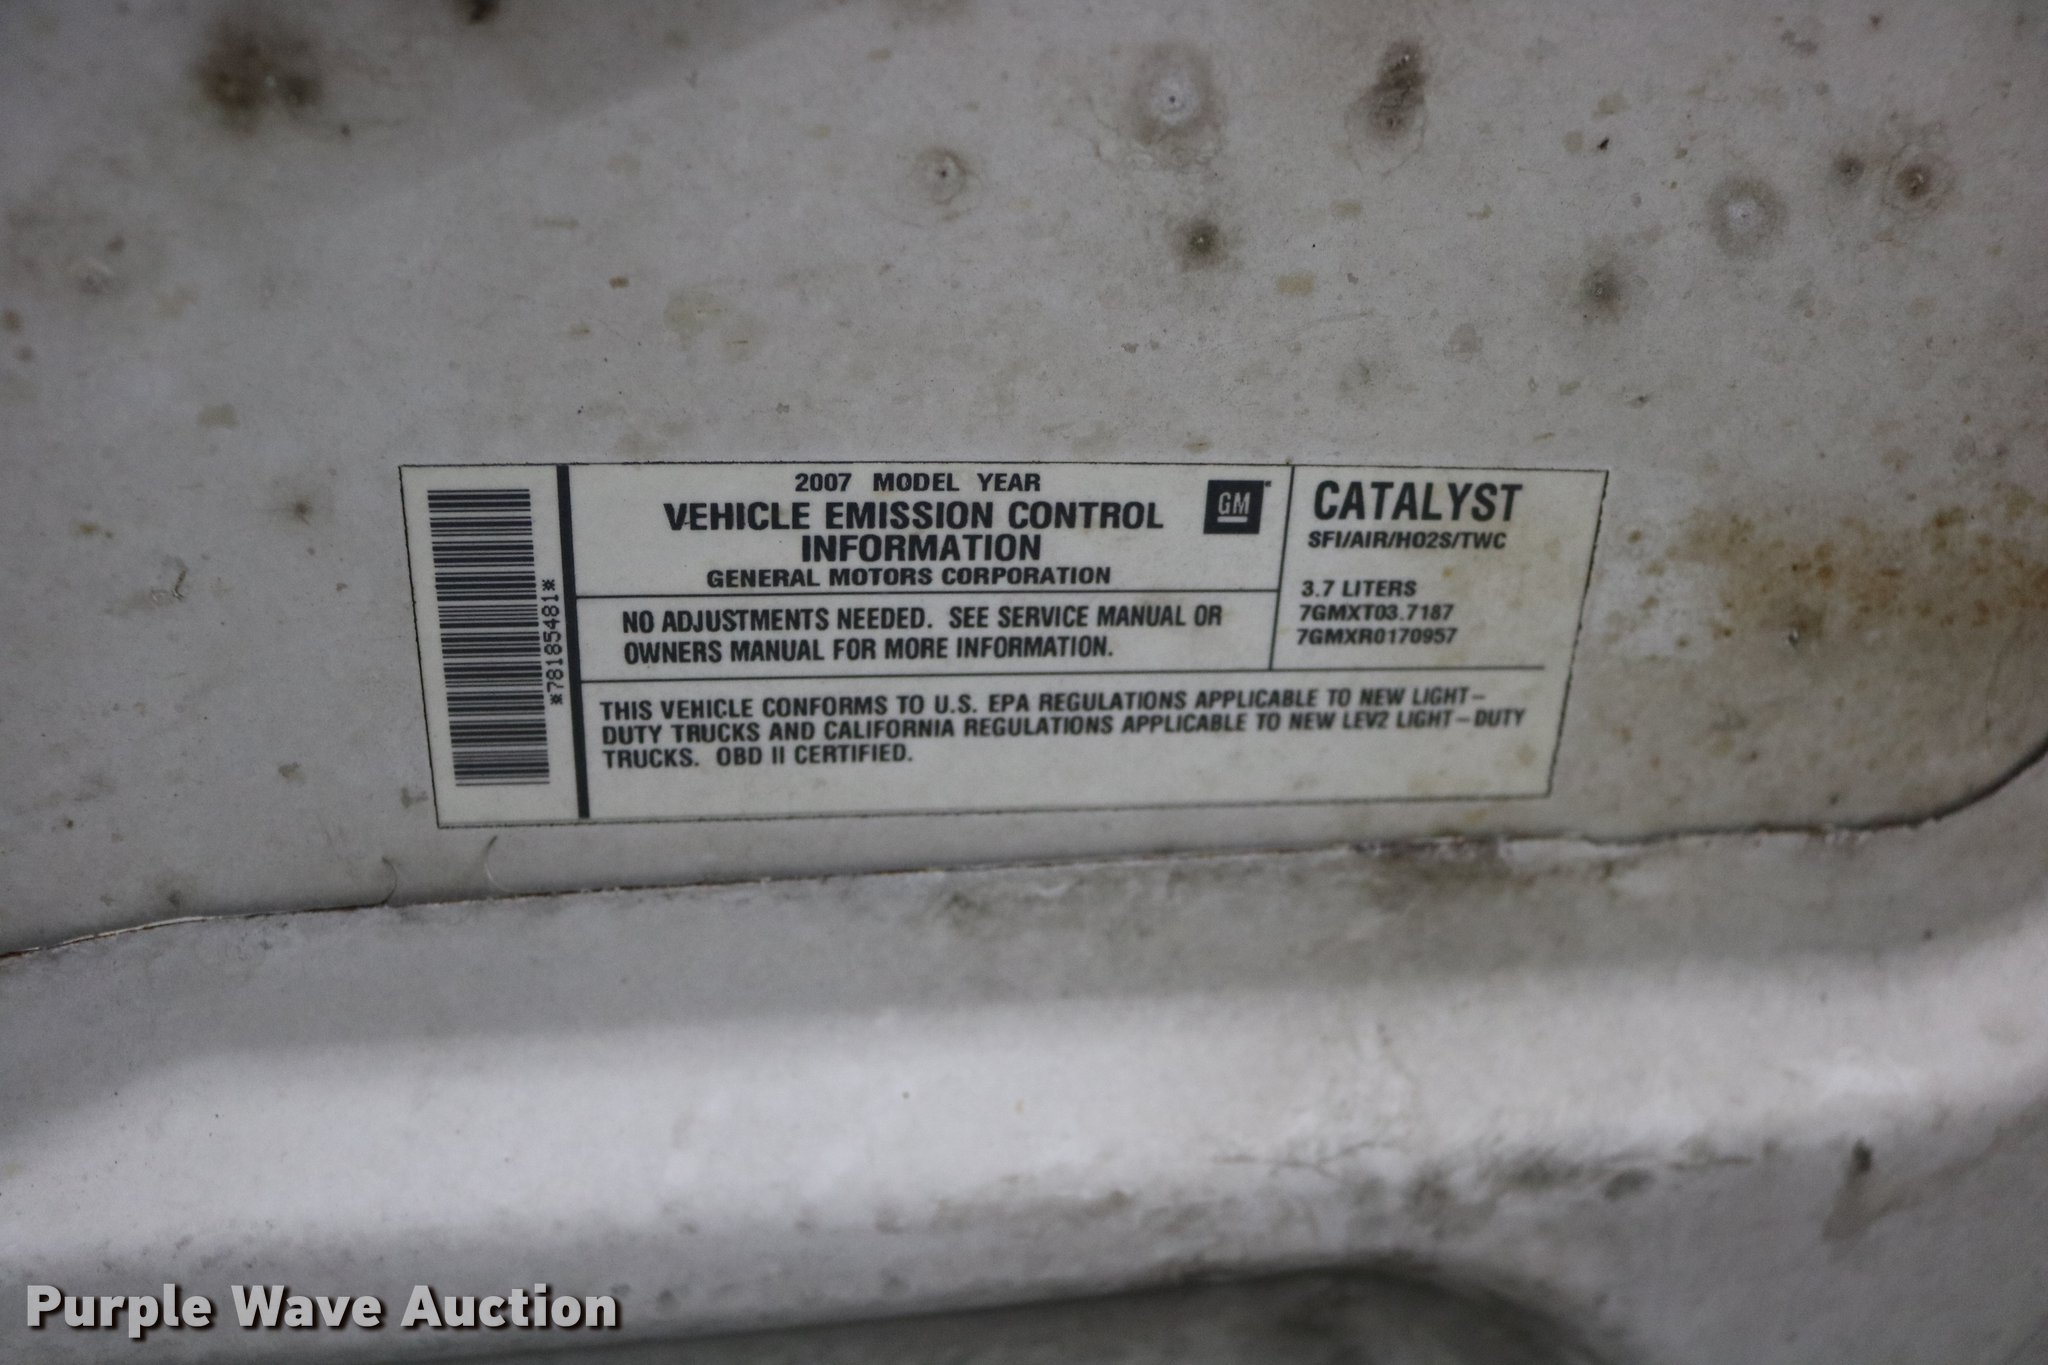 *78185481*
2007 MODEL YEAR
VEHICLE EMISSION CONTROL
INFORMATION
GENERAL MOTORS CORPORATION
GM
NO ADJUSTMENTS NEEDED. SEE SERVICE MANUAL OR
OWNERS MANUAL FOR MORE INFORMATION.
CATALYST
SFI/AIR/HO2S/TWC
3.7 LITERS
7GMXT03.7187
7GMXR0170957
THIS VEHICLE CONFORMS TO U.S. EPA REGULATIONS APPLICABLE TO NEW LIGHT-
DUTY TRUCKS AND CALIFORNIA REGULATIONS APPLICABLE TO NEW LEV2 LIGHT-DUTY
TRUCKS. OBD II CERTIFIED.
Purple Wave Auction